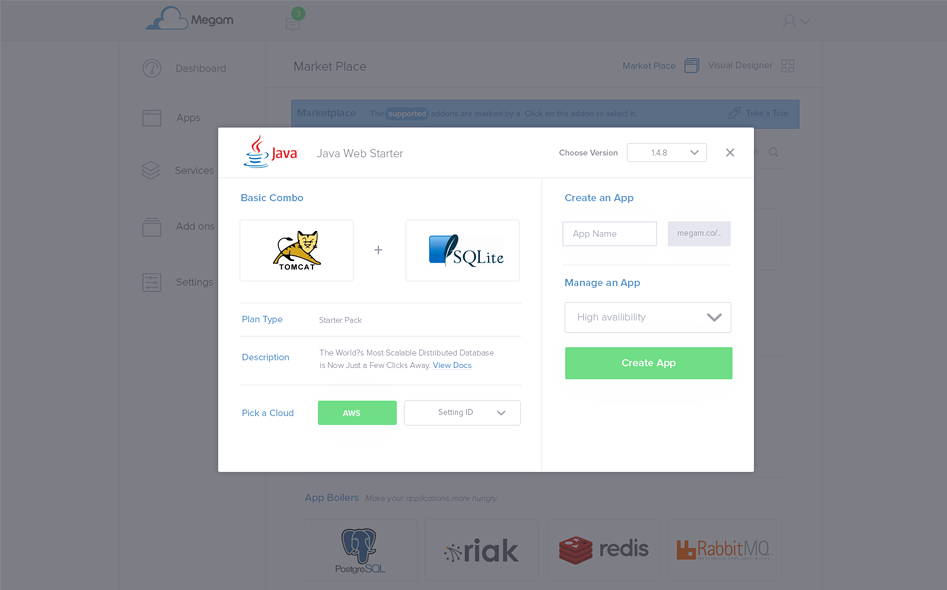 Megam
3
Dashboard
Apps
Services
Add ons
Settings
Market Place
Market Place
Visual Designer
Marketplace
The supported addons are marked by a. Click on the addon to select it.
Take a Tour
Java
Java Web Starter
Choose Version
1.4.8
Basic Combo
TOMCAT
+
SQLite
Plan Type
Starter Pack
Description
The World?s Most Scalable Distributed Database
is Now Just a Few Clicks Away. View Docs
Pick a Cloud
AWS
Setting ID
Create an App
App Name
megam.co/..
Manage an App
High availibility
Create App
App Boilers
Make your applications more hungry
PostgreSQL
riak
redis
RabbitMQ